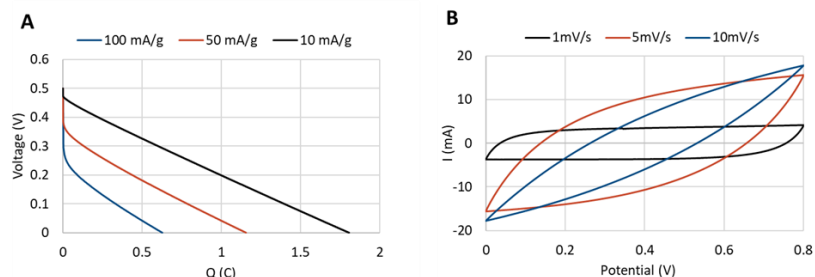 A
100 mA/g 50 mA/g 10 mA/g
0.6
0.5
0.4
0.3
0.2
0.1
0
Voltage (V)
0 0.5 1 1.5 2
Q (C)
B
1mV/s 5mV/s 10mV/s
20
10
0
-10
-20
I (mA)
0 0.2 0.4 0.6 0.8
Potential (V)